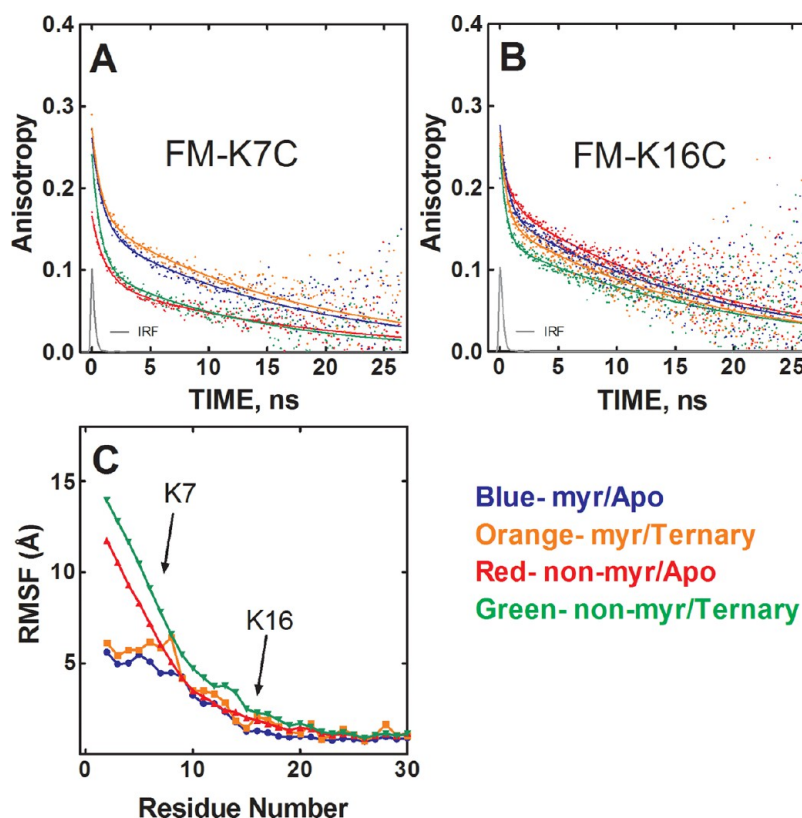 A
FM-K7C
Anisotropy
0.4
0.3
0.2
0.1
0.0
IRF
0
5
10
15
20
25
TIME, ns
B
FM-K16C
Anisotropy
0.4
0.3
0.2
0.1
0.0
IRF
0
5
10
15
20
25
TIME, ns
C
K7
K16
RMSF (Å)
15
10
5
0
10
20
30
Residue Number
Blue- myr/Apo
Orange- myr/Ternary
Red- non-myr/Apo
Green- non-myr/Ternary